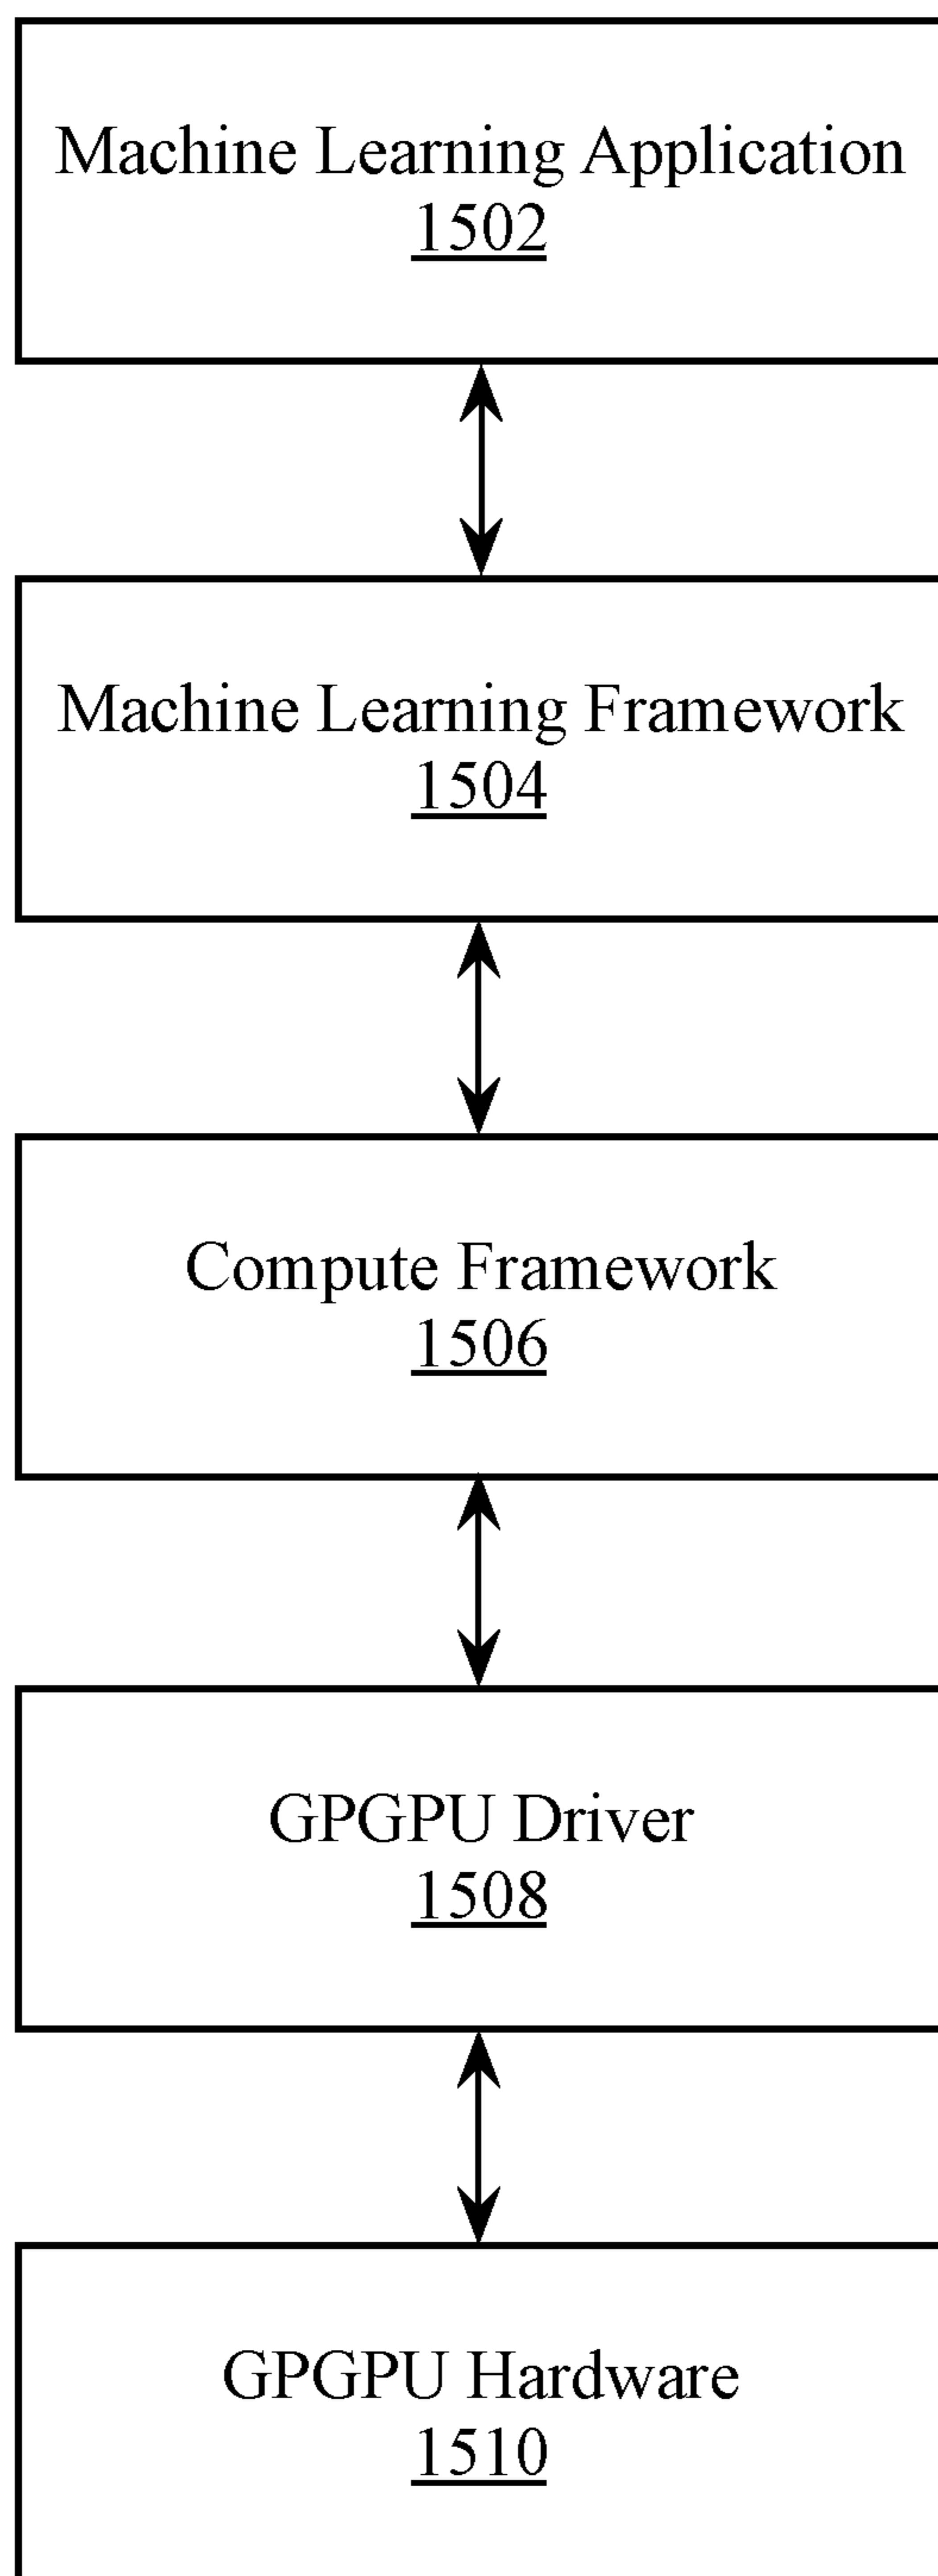 Machine Learning Application
1502
Machine Learning Framework
1504
Compute Framework
1506
GPGPU Driver
1508
GPGPU Hardware
1510